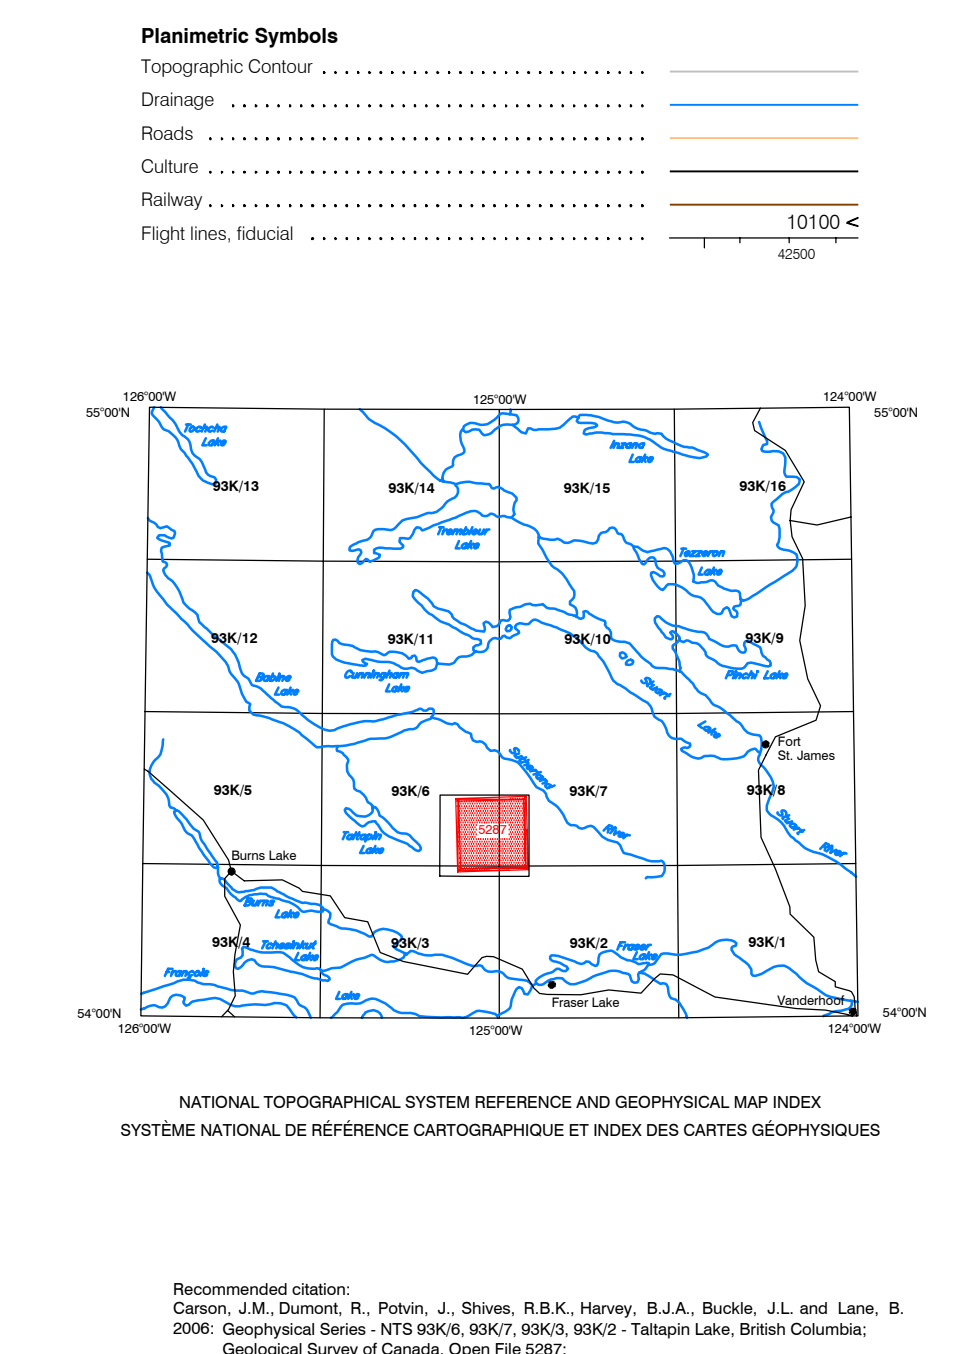 Planimetric Symbols
Topographic Contour
Drainage
Roads
Culture
Railway
10100 <
Flight lines, fiducial
42500
126°00'W
125°00'W
124°00'W
55°00'N
55°00'N
Tochcha
Lake
Inzana
Lake
93K/13
93K/14
93K/15
93K/16
Trembleur
Lake
Tezzeron
Lake
93K/12
93K/11
93K/10
93K/9
Cunningham
Lake
Babine
Lake
Stuart
Lake
Pinchi Lake
Fort
St. James
Sutherland
River
93K/5
93K/6
93K/7
93K/8
5287
Taltapin
Lake
Stuart
River
Burns Lake
Burns
Lake
93K/4
Tchesinkut
Lake
93K/3
93K/2
Fraser
Lake
93K/1
François
Lake
Fraser Lake
Vanderhoof
54°00'N
54°00'N
126°00'W
125°00'W
124°00'W
NATIONAL TOPOGRAPHICAL SYSTEM REFERENCE AND GEOPHYSICAL MAP INDEX
SYSTÈME NATIONAL DE RÉFÉRENCE CARTOGRAPHIQUE ET INDEX DES CARTES GÉOPHYSIQUES
Recommended citation:
Carson, J.M., Dumont, R., Potvin, J., Shives, R.B.K., Harvey, B.J.A., Buckle, J.L. and Lane, B.
2006: Geophysical Series - NTS 93K/6, 93K/7, 93K/3, 93K/2 - Taltapin Lake, British Columbia;
Geological Survey of Canada, Open File 5287;